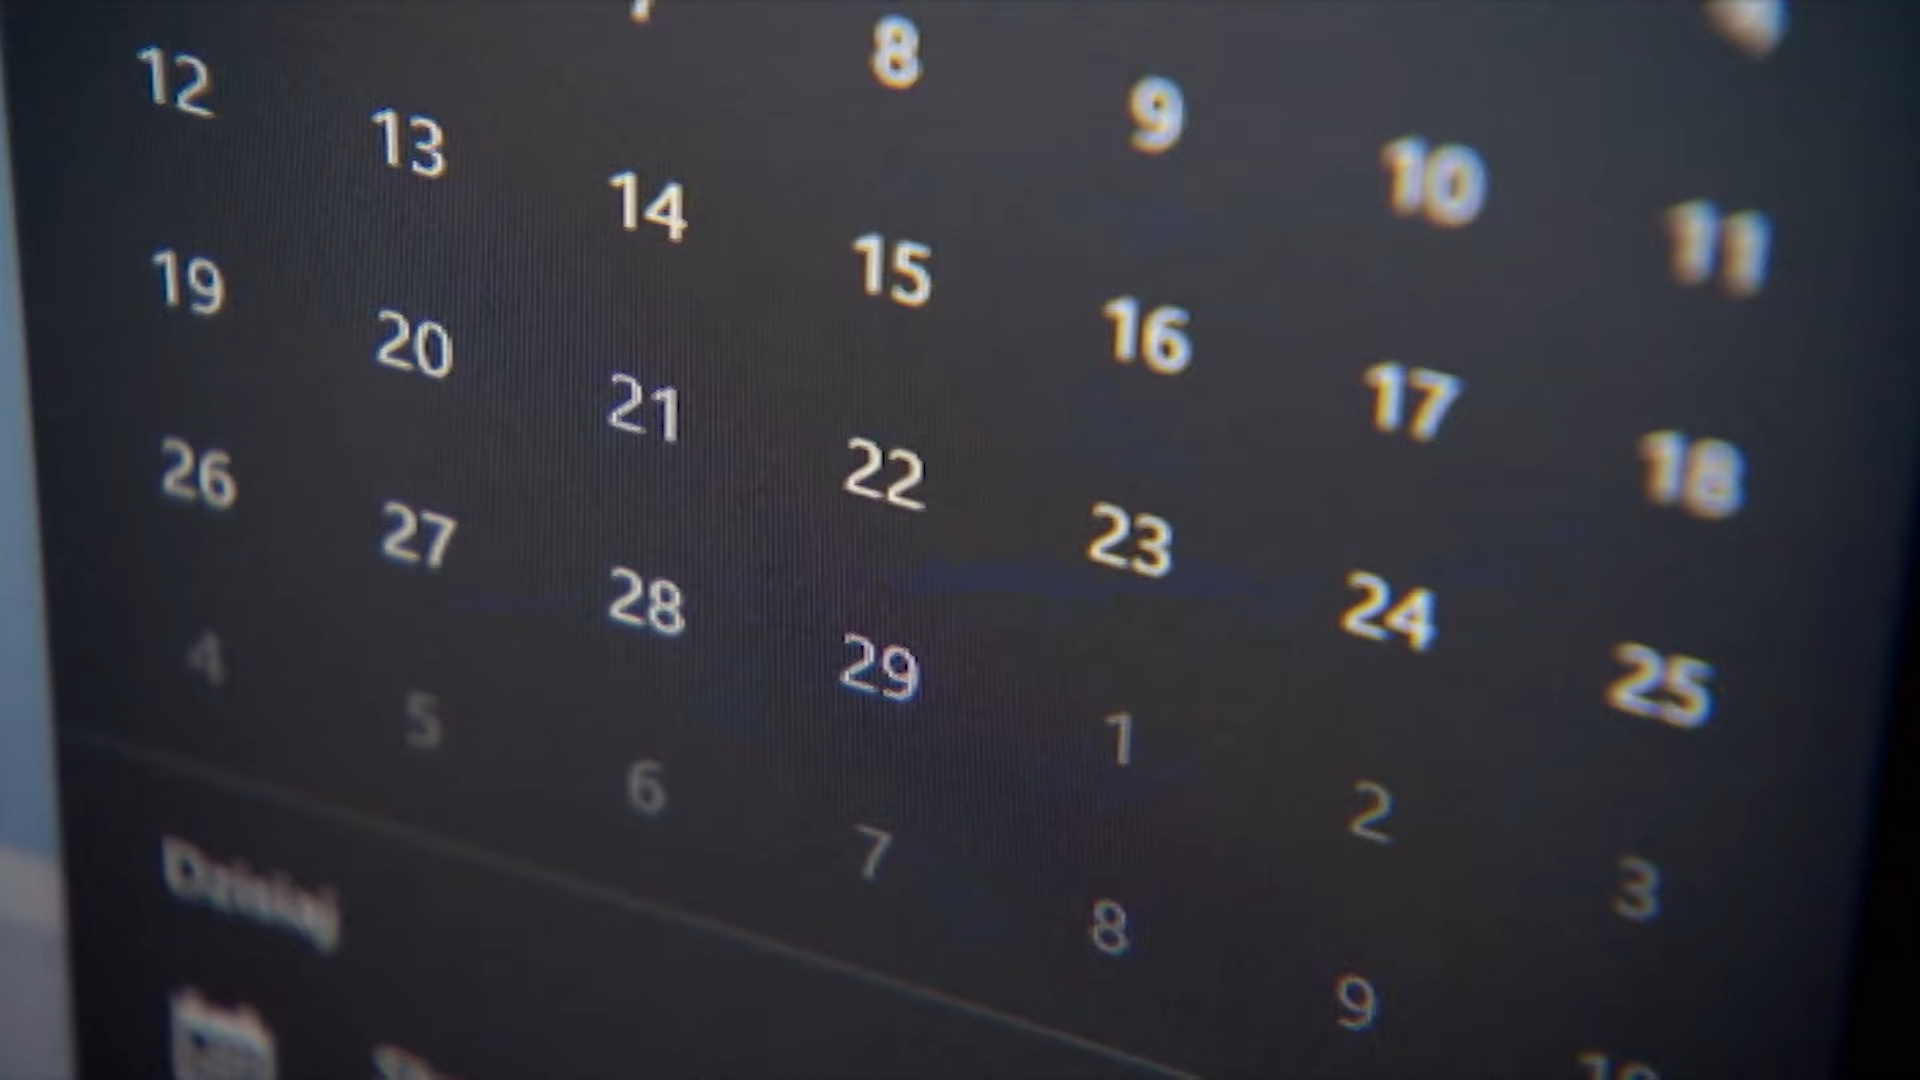 8 9 10 11
12 13 14 15 16 17 18
19 20 21 22 23 24 25
26 27 28 29 1 2 3
4 5 6 7 8 9 10
Dzisiaj